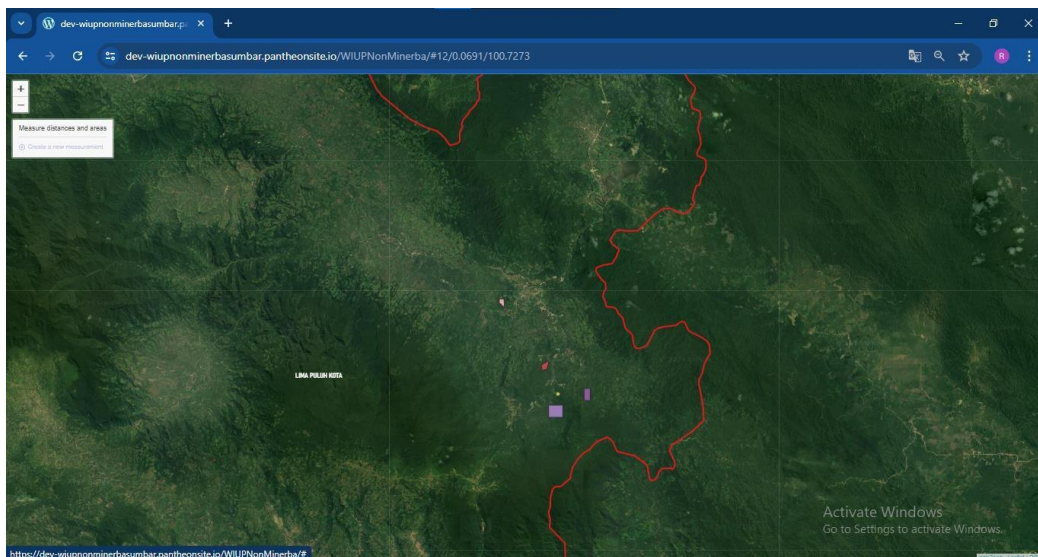 dev-wiupnonminerbasumbar.pa
dev-wiupnonminerbasumbar.pantheonsite.io/WIUPNonMinerba/#12/0.0691/100.7273
R
+
−
Measure distances and areas
Create a new measurement
LIMA PULUH KOTA
Activate Windows
Go to Settings to activate Windows.
https://dev-wiupnonminerbasumbar.pantheonsite.io/WIUPNonMinerba/#